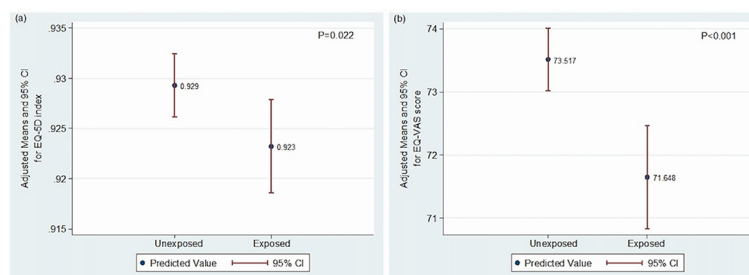 (a)
P=0.022
Adjusted Means and 95% CI
for EQ-5D index
.935
.93
.925
.92
.915
0.929
0.923
Unexposed Exposed
Predicted Value 95% CI
(b)
P<0.001
Adjusted Means and 95% CI
for EQ-VAS score
74
73
72
71
73.517
71.648
Unexposed Exposed
Predicted Value 95% CI